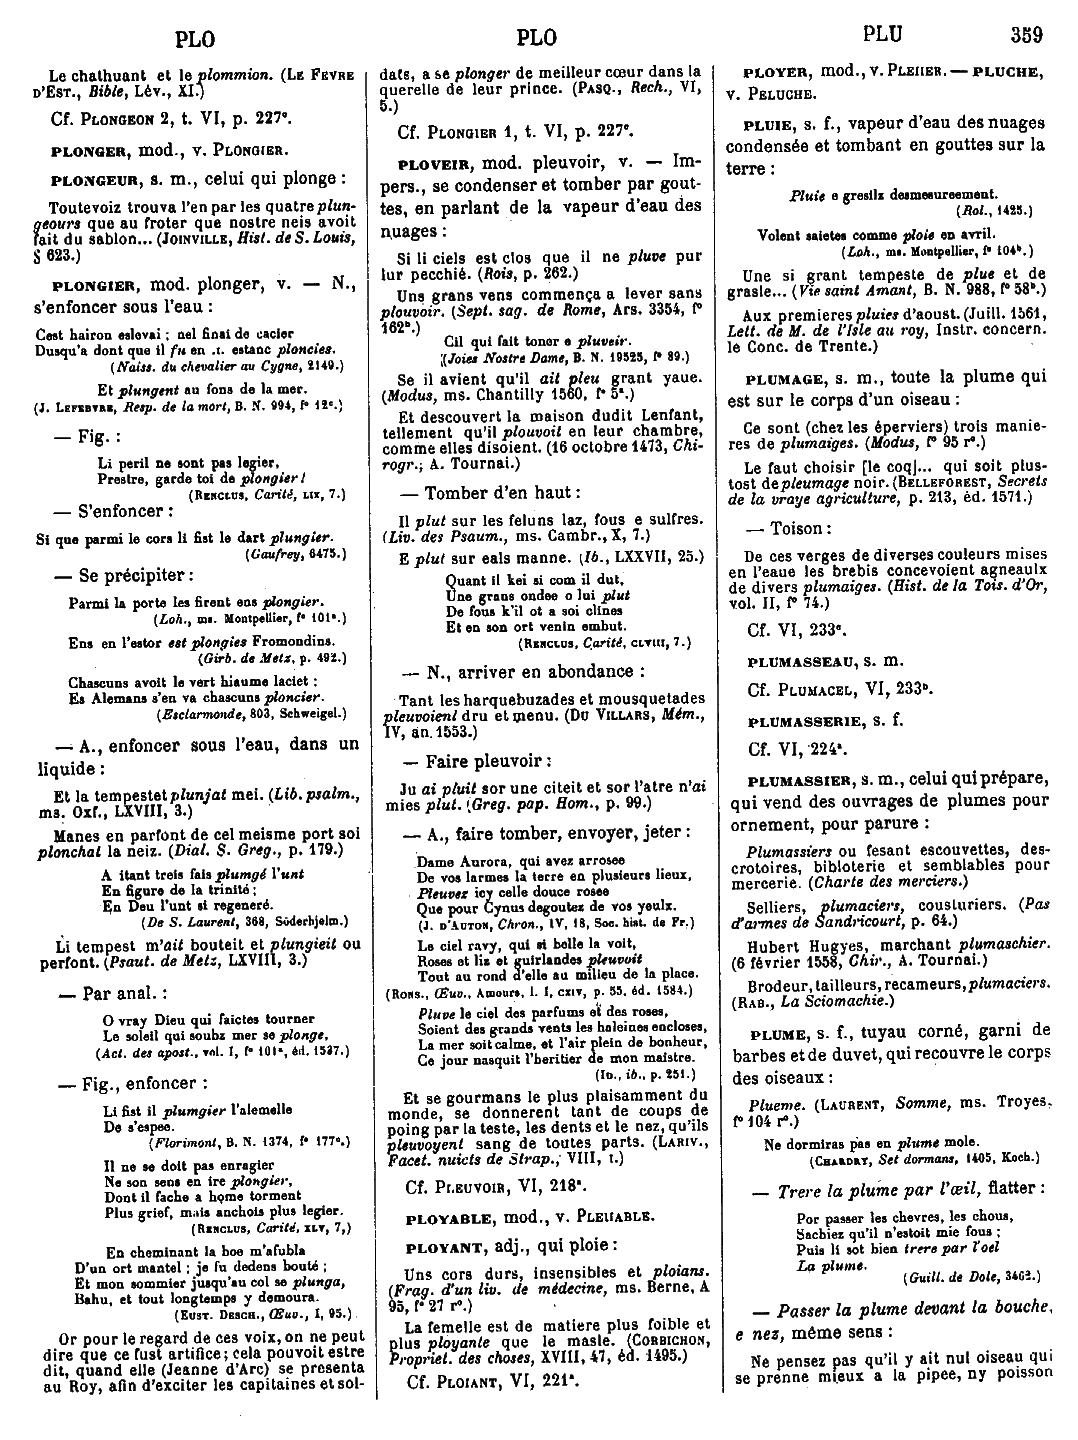 PLO
PLO
PLU
359
Le chalhuant et le plommion. (LE FEVRE
D'EST., Bible, Lév., XI.)
Cf. PLONGEON 2, t. VI, p. 227ᶜ.
PLONGER, mod., v. PLONGIER.
PLONGEUR, s. m., celui qui plonge :
Toutevoiz trouva l'en par les quatre plun-
geours que au froter que nostre neis avoit
fait du sablon... (JOINVILLE, Hist. de S. Louis,
§ 623.)
PLONGIER, mod. plonger, v. — N.,
s'enfoncer sous l'eau :
Cest hairon eslevai ; nel finai de cacier
Dusqu'a dont que il fu en .I. estanc ploncies.
(Naiss. du chevalier au Cygne, 2149.)
Et plungent au fons de la mer.
(J. LEFEBVRE, Resp. de la mort, B. N. 994, fº 12ᶜ.)
— Fig. :
Li peril ne sont pas legier,
Prestre, garde toi de plongier !
(RENCLUS, Carité, LIX, 7.)
— S'enfoncer :
Si que parmi le cors li fist le dart plungier.
(Gaufrey, 6475.)
— Se précipiter :
Parmi la porte les firent ens plongier.
(Loh., ms. Montpellier, fº 101ᵃ.)
Ens en l'estor est plongies Fromondins.
(Girb. de Metz, p. 492.)
Chascuns avoit le vert hiaume laciet :
Es Alemans s'en va chascuns ploncier.
(Esclarmonde, 803, Schweigel.)
— A., enfoncer sous l'eau, dans un
liquide :
Et la tempestet plunjat mei. (Lib. psalm.,
ms. Oxf., LXVIII, 3.)
Manes en parfont de cel meisme port soi
plonchat la neiz. (Dial. S. Greg., p. 179.)
A itant treis fais plumgé l'unt
En figure de la trinité ;
En Deu l'unt si regeneré.
(De S. Laurent, 368, Söderhjelm.)
Li tempest m'ait bouteit et plungieit ou
perfont. (Psaut. de Metz, LXVIII, 3.)
— Par anal. :
O vray Dieu qui faictes tourner
Le soleil qui soubz mer se plonge,
(Act. des apost., vol. I, fº 101ᵃ, éd. 1537.)
— Fig., enfoncer :
Li fist il plumgier l'alemelle
De s'espee.
(Florimont, B. N. 1374, fº 177ᶜ.)
Il ne se doit pas enragier
Ne son sens en ire plongier,
Dont il fache a home torment
Plus grief, mais anchois plus legier.
(RENCLUS, Carité, XLV, 7,)
En cheminant la boe m'afubla
D'un ort mantel ; je fu dedens bouté ;
Et mon sommier jusqu'au col se plunga,
Bahu, et tout longtemps y demoura.
(EUST. DESCH., Œuv., I, 95.)
Or pour le regard de ces voix, on ne peut
dire que ce fust artifice; cela pouvoit estre
dit, quand elle (Jeanne d'Arc) se presenta
au Roy, afin d'exciter les capitaines et sol-
dats, a se plonger de meilleur cœur dans la
querelle de leur prince. (PASQ., Rech., VI,
5.)
Cf. PLONGIER 1, t. VI, p. 227ᶜ.
PLOVEIR, mod. pleuvoir, v. — Im-
pers., se condenser et tomber par gout-
tes, en parlant de la vapeur d'eau des
nuages :
Si li ciels est clos que il ne pluve pur
lur pecchié. (Rois, p. 262.)
Uns grans vens commença a lever sans
plouvoir. (Sept. sag. de Rome, Ars. 3354, fº
162ᵇ.)
Cil qui fait toner e pluveir.
(Joies Nostre Dame, B. N. 19525, fº 89.)
Se il avient qu'il ait pleu grant yaue.
(Modus, ms. Chantilly 1560, fº 5ᵃ.)
Et descouvert la maison dudit Lenfant,
tellement qu'il plouvoit en leur chambre,
comme elles disoient. (16 octobre 1473, Chi-
rogr.; A. Tournai.)
— Tomber d'en haut :
Il plut sur les feluns laz, fous e sulfres.
(Liv. des Psaum., ms. Cambr., X, 7.)
E plut sur eals manne. (Ib., LXXVII, 25.)
Quant il kei si com il dut,
Une grans ondee o lui plut
De fous k'il ot a soi clines
Et en son ort venin embut.
(RENCLUS, Carité, CLVIII, 7.)
— N., arriver en abondance :
Tant les harquebuzades et mousquetades
pleuvoient dru et menu. (DU VILLARS, Mém.,
IV, an. 1553.)
— Faire pleuvoir :
Ju ai pluit sor une citeit et sor l'atre n'ai
mies plut. (Greg. pap. Hom., p. 99.)
— A., faire tomber, envoyer, jeter :
Dame Aurora, qui avez arrosee
De vos larmes la terre en plusieurs lieux,
Pleuvez icy celle douce rosee
Que pour Cynus degoutez de vos yeulx.
(J. D'AUTON, Chron., IV, 18, Soc. hist. de Fr.)
Le ciel ravy, qui si belle la voit,
Roses et lis et guirlandes pleuvoit
Tout au rond d'elle au milieu de la place.
(RONS., Œuv., Amours, l. I, CXIV, p. 55, éd. 1584.)
Pluve le ciel des parfums et des roses,
Soient des grands vents les haleines encloses,
La mer soit calme, et l'air plein de bonheur,
Ce jour nasquit l'heritier de mon maistre.
(ID., ib., p. 251.)
Et se gourmans le plus plaisamment du
monde, se donnerent tant de coups de
poing par la teste, les dents et le nez, qu'ils
pleuvoyent sang de toutes parts. (LARIV.,
Facet. nuicts de Strap., VIII, I.)
Cf. PLEUVOIR, VI, 218ᵃ.
PLOYABLE, mod., v. PLEIIABLE.
PLOYANT, adj., qui ploie :
Uns cors durs, insensibles et ploians.
(Frag. d'un liv. de médecine, ms. Berne, A
95, fº 27 rº.)
La femelle est de matiere plus foible et
plus ployante que le masle. (CORBICHON,
Propriet. des choses, XVIII, 47, éd. 1495.)
Cf. PLOIANT, VI, 221ᵃ.
PLOYER, mod., v. PLEIIER. — PLUCHE,
v. PELUCHE.
PLUIE, s. f., vapeur d'eau des nuages
condensée et tombant en gouttes sur la
terre :
Pluie e gresilz desmesureement.
(Rol., 1425.)
Volent saietes comme ploie en avril.
(Loh., ms. Montpellier, fº 104ᵇ.)
Une si grant tempeste de plue et de
grasle... (Vie saint Amant, B. N. 988, fº 58ᵇ.)
Aux premieres pluies d'aoust. (Juill. 1561,
Lett. de M. de l'Isle au roy, Instr. concern.
le Conc. de Trente.)
PLUMAGE, s. m., toute la plume qui
est sur le corps d'un oiseau :
Ce sont (chez les éperviers) trois manie-
res de plumaiges. (Modus, fº 95 rº.)
Le faut choisir [le coq]... qui soit plus-
tost de pleumage noir. (BELLEFOREST, Secrets
de la vraye agriculture, p. 213, éd. 1571.)
— Toison :
De ces verges de diverses couleurs mises
en l'eaue les brebis concevoient agneaulx
de divers plumaiges. (Hist. de la Tois. d'Or,
vol. II, fº 74.)
Cf. VI, 233ᶜ.
PLUMASSEAU, s. m.
Cf. PLUMACEL, VI, 233ᵇ.
PLUMASSERIE, s. f.
Cf. VI, 224ᵃ.
PLUMASSIER, s. m., celui qui prépare,
qui vend des ouvrages de plumes pour
ornement, pour parure :
Plumassiers ou fesant escouvettes, des-
crotoires, bibloterie et semblables pour
mercerie. (Charte des merciers.)
Selliers, plumaciers, cousturiers. (Pas
d'armes de Sandricourt, p. 64.)
Hubert Hugyes, marchant plumaschier.
(6 février 1558, Chir., A. Tournai.)
Brodeur, tailleurs, recameurs, plumaciers.
(RAB., La Sciomachie.)
PLUME, s. f., tuyau corné, garni de
barbes et de duvet, qui recouvre le corps
des oiseaux :
Plueme. (LAURENT, Somme, ms. Troyes,
fº 104 rº.)
Ne dormiras pas en plume mole.
(CHARDRY, Set dormans, 1405, Koch.)
— Trere la plume par l'œil, flatter :
Por passer les chevres, les chous,
Sachiez qu'il n'estoit mie fous ;
Puis li sot bien trere par l'oel
La plume.
(Guill. de Dole, 3462.)
— Passer la plume devant la bouche,
e nez, même sens :
Ne pensez pas qu'il y ait nul oiseau qui
se prenne mieux a la pipee, ny poisson